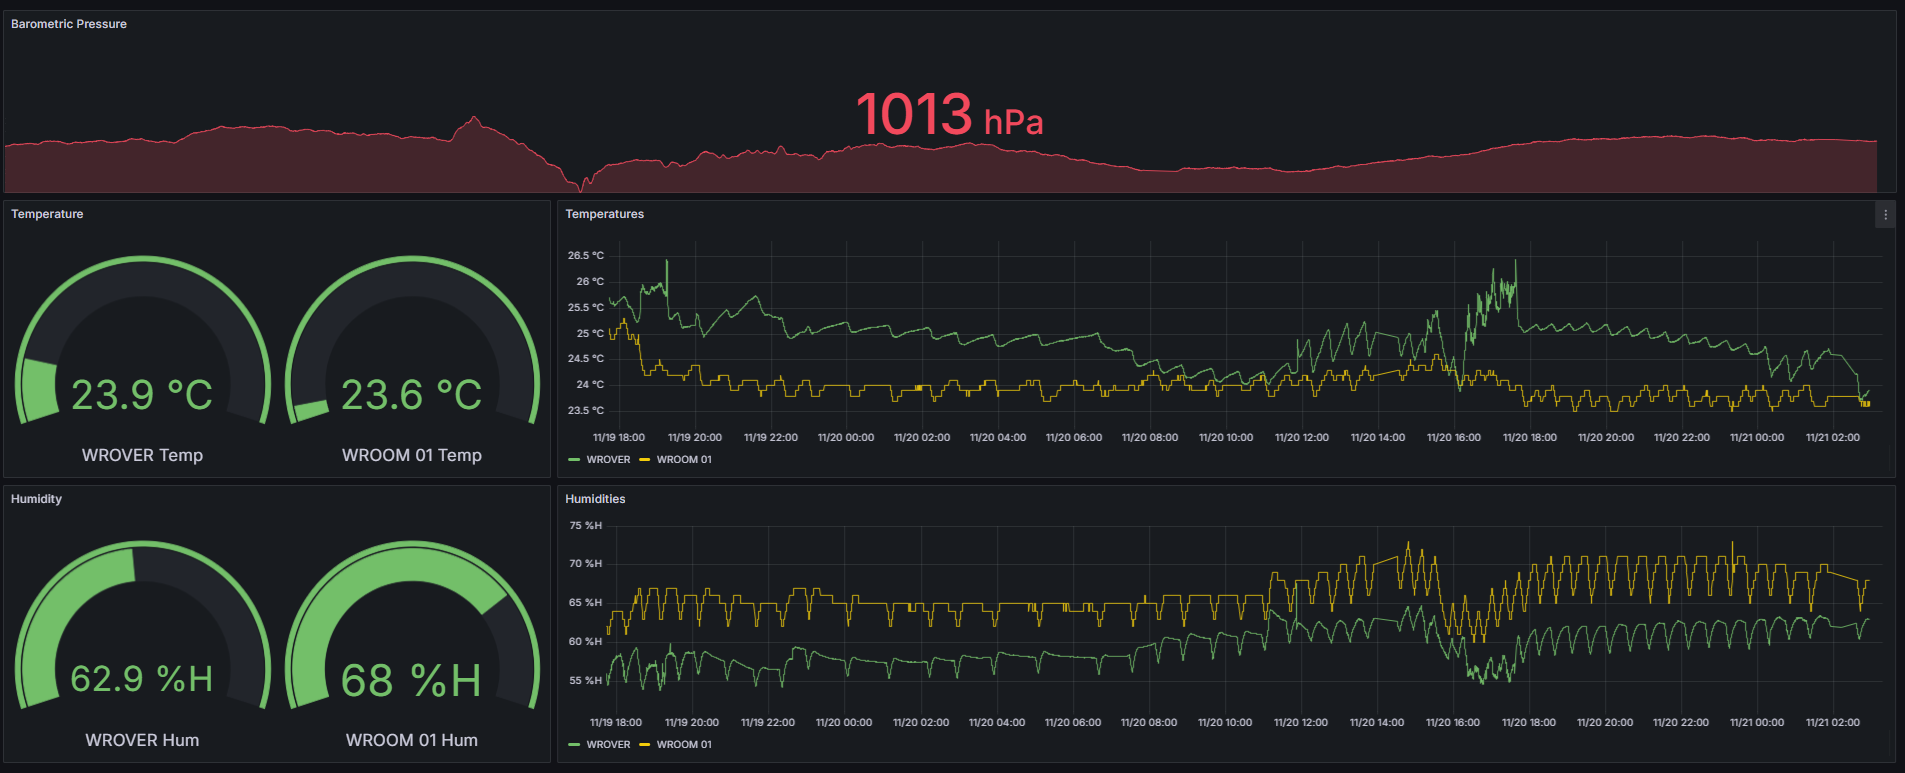 Barometric Pressure
1013 hPa
Temperature
23.9 °C
23.6 °C
WROVER Temp
WROOM 01 Temp
Temperatures
26.5 °C
26 °C
25.5 °C
25 °C
24.5 °C
24 °C
23.5 °C
11/19 18:00 11/19 20:00 11/19 22:00 11/20 00:00 11/20 02:00 11/20 04:00 11/20 06:00 11/20 08:00 11/20 10:00 11/20 12:00 11/20 14:00 11/20 16:00 11/20 18:00 11/20 20:00 11/20 22:00 11/21 00:00 11/21 02:00
WROVER WROOM 01
Humidity
62.9 %H
68 %H
WROVER Hum
WROOM 01 Hum
Humidities
75 %H
70 %H
65 %H
60 %H
55 %H
11/19 18:00 11/19 20:00 11/19 22:00 11/20 00:00 11/20 02:00 11/20 04:00 11/20 06:00 11/20 08:00 11/20 10:00 11/20 12:00 11/20 14:00 11/20 16:00 11/20 18:00 11/20 20:00 11/20 22:00 11/21 00:00 11/21 02:00
WROVER WROOM 01